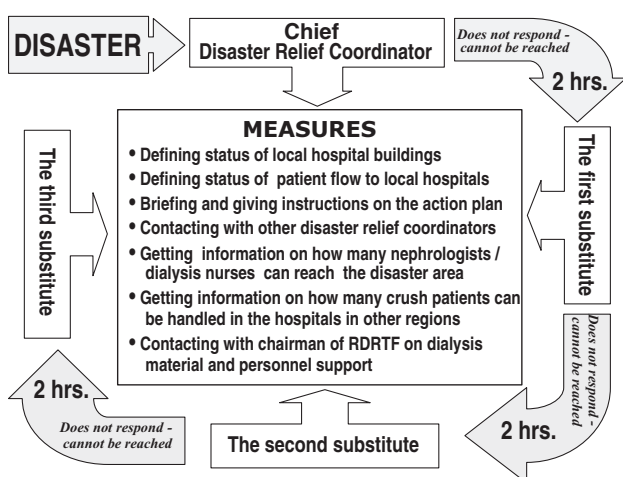 DISASTER
Chief
Disaster Relief Coordinator
Does not respond -
cannot be reached
2 hrs.
The first substitute
MEASURES
• Defining status of local hospital buildings
• Defining status of patient flow to local hospitals
• Briefing and giving instructions on the action plan
• Contacting with other disaster relief coordinators
• Getting information on how many nephrologists /
dialysis nurses can reach the disaster area
• Getting information on how many crush patients can
be handled in the hospitals in other regions
• Contacting with chairman of RDRTF on dialysis
material and personnel support
Does not respond -
cannot be reached
2 hrs.
The second substitute
Does not respond -
cannot be reached
2 hrs.
The third substitute